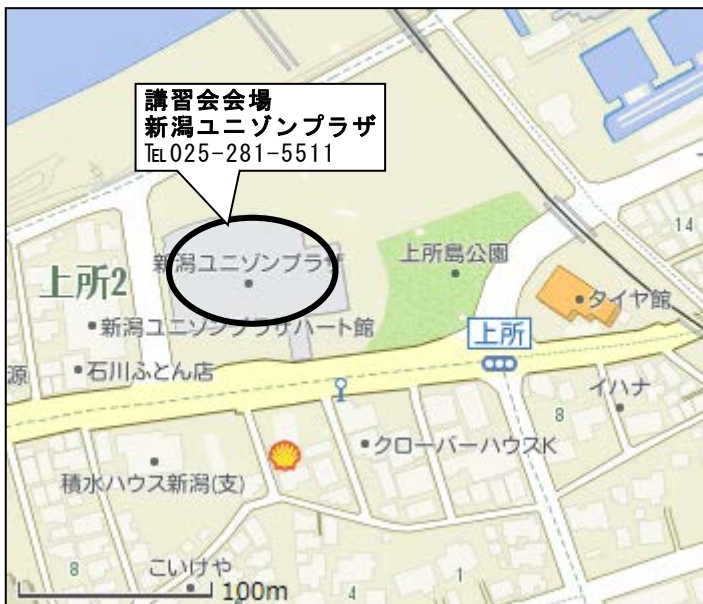 講習会会場
新潟ユニゾンプラザ
℡025-281-5511
14
新潟ユニゾンプラザ
上所島公園
上所2
タイヤ館
新潟ユニゾンプラザハート館
上所
源
石川ふとん店
イハナ
8
クローバーハウスK
積水ハウス新潟(支)
8
こいけや
1
100m
4